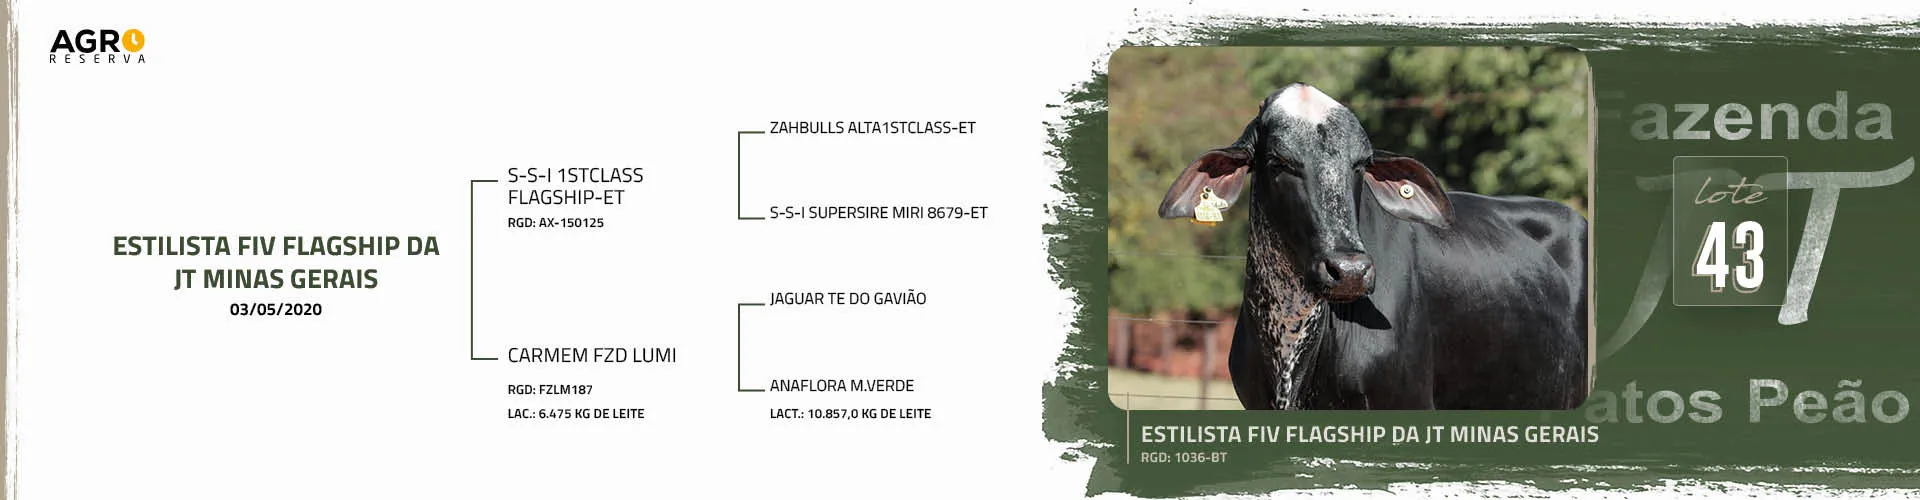 AGRO
RESERVA
ESTILISTA FIV FLAGSHIP DA
JT MINAS GERAIS
03/05/2020
S-S-I 1STCLASS
FLAGSHIP-ET
RGD: AX-150125
CARMEM FZD LUMI
RGD: FZLM187
LAC.: 6.475 KG DE LEITE
ZAHBULLS ALTA1STCLASS-ET
S-S-I SUPERSIRE MIRI 8679-ET
JAGUAR TE DO GAVIÃO
ANAFLORA M.VERDE
LACT.: 10.857,0 KG DE LEITE
Fazenda
JT
lote
43
Patos Peão
ESTILISTA FIV FLAGSHIP DA JT MINAS GERAIS
RGD: 1036-BT